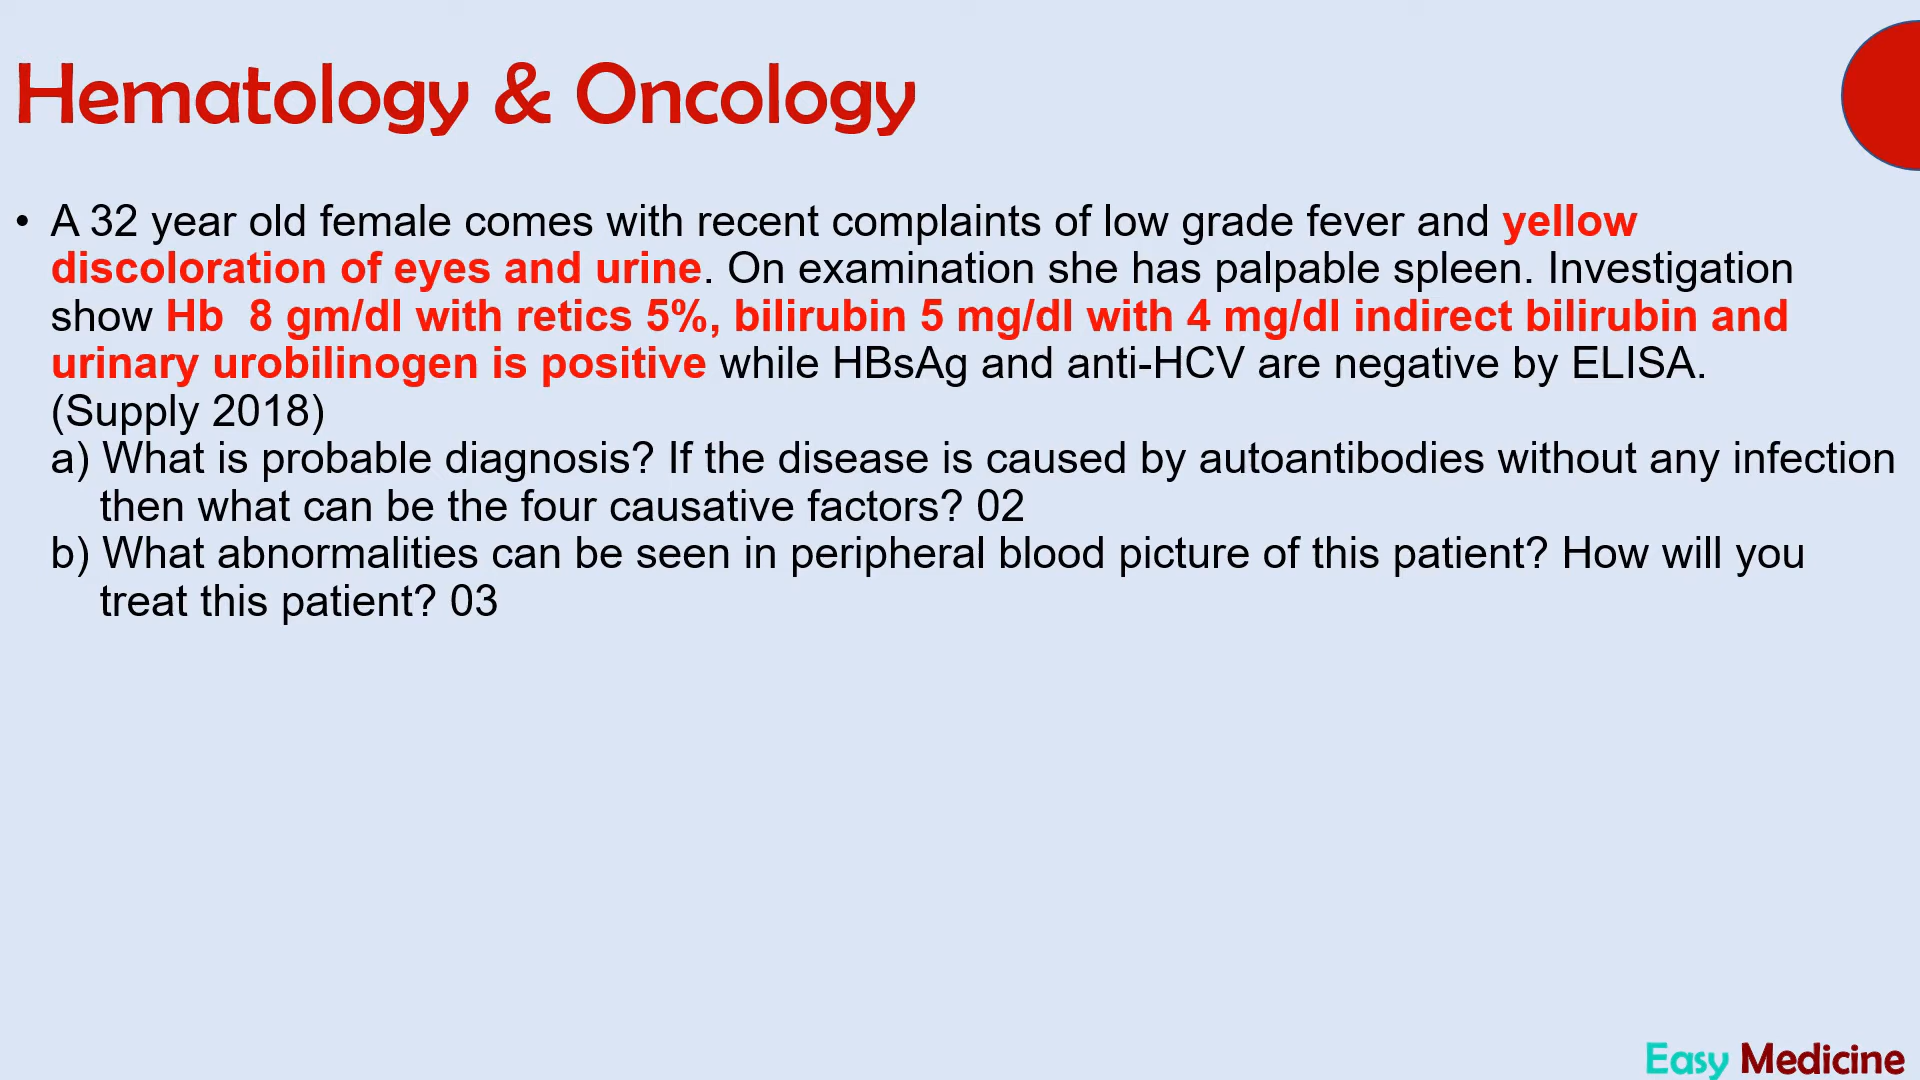 Hematology & Oncology
• A 32 year old female comes with recent complaints of low grade fever and yellow
discoloration of eyes and urine. On examination she has palpable spleen. Investigation
show Hb  8 gm/dl with retics 5%, bilirubin 5 mg/dl with 4 mg/dl indirect bilirubin and
urinary urobilinogen is positive while HBsAg and anti-HCV are negative by ELISA.
(Supply 2018)
a) What is probable diagnosis? If the disease is caused by autoantibodies without any infection
then what can be the four causative factors? 02
b) What abnormalities can be seen in peripheral blood picture of this patient? How will you
treat this patient? 03
Easy Medicine